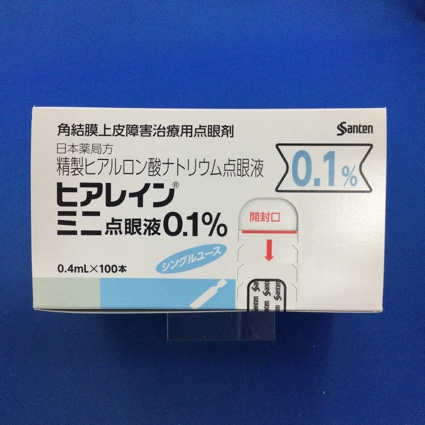 角結膜上皮障害治療用点眼剤
Santen
日本薬局方
精製ヒアルロン酸ナトリウム点眼液
0.1%
ヒアレイン®
ミニ点眼液0.1%
開封口
シングルユース
0.4mL×100本
Santen
Santen
Santen